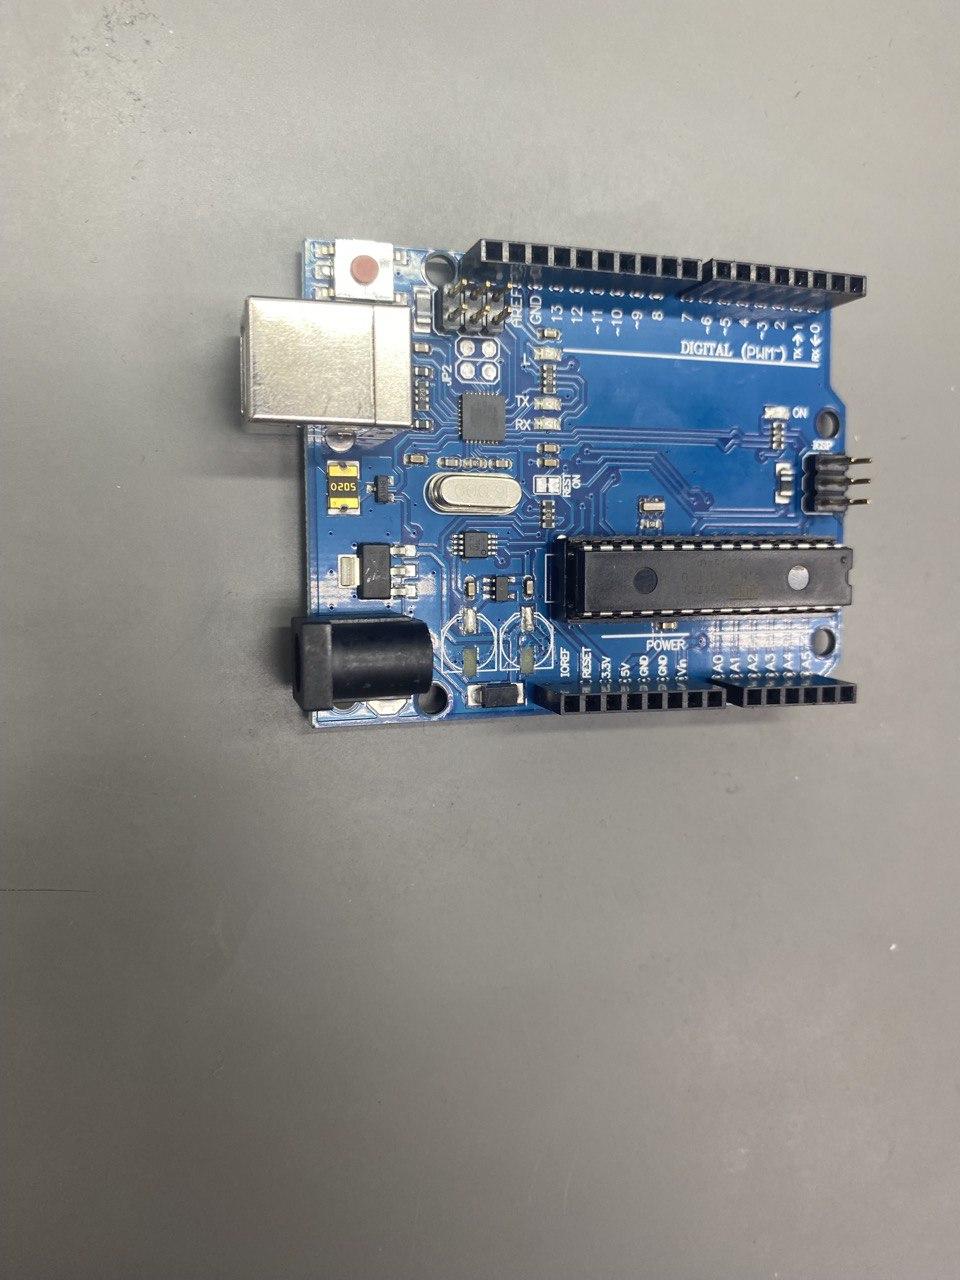 AREF
GND
13
12
~11
~10
~9
8
7
~6
~5
4
~3
2
TX→1
RX←0
DIGITAL (PWM~)
JP2
L
TX
RX
ON
ICSP
RESET
0205
POWER
IOREF
RESET
3.3V
5V
GND
GND
Vin
A0
A1
A2
A3
A4
A5